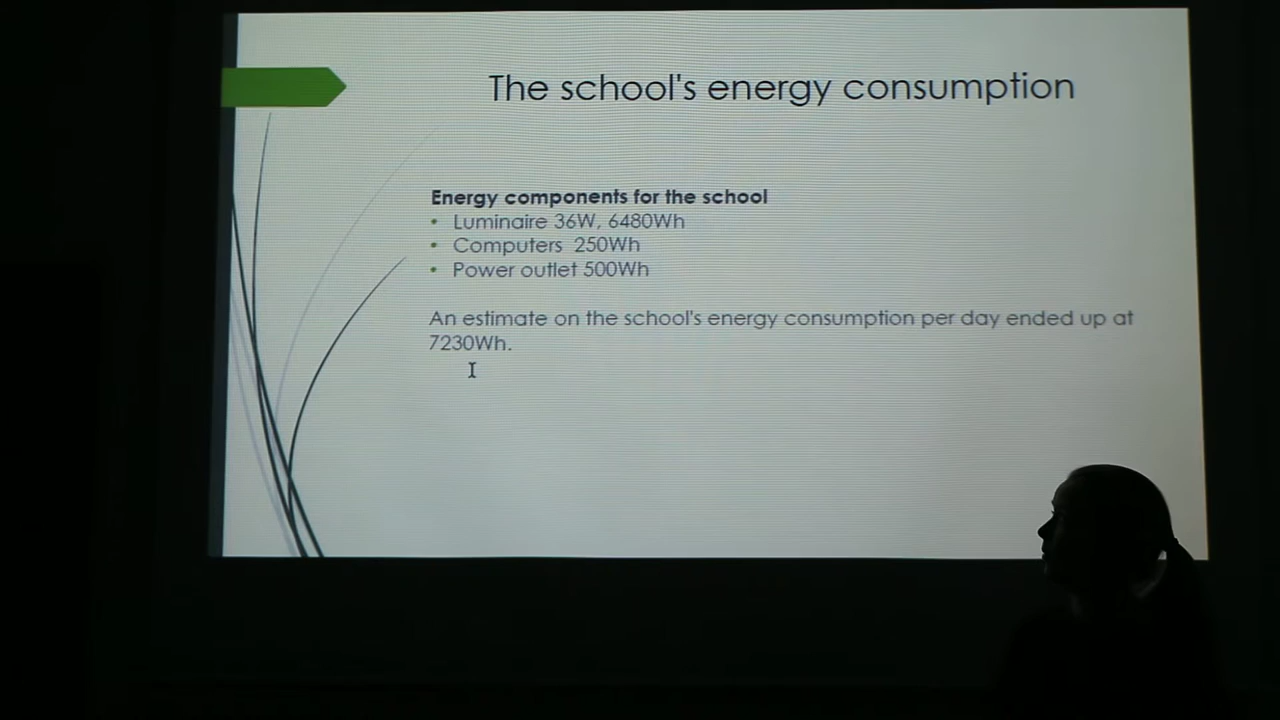 The school's energy consumption
Energy components for the school
• Luminaire 36W, 6480Wh
• Computers 250Wh
• Power outlet 500Wh
An estimate on the school's energy consumption per day ended up at
7230Wh.